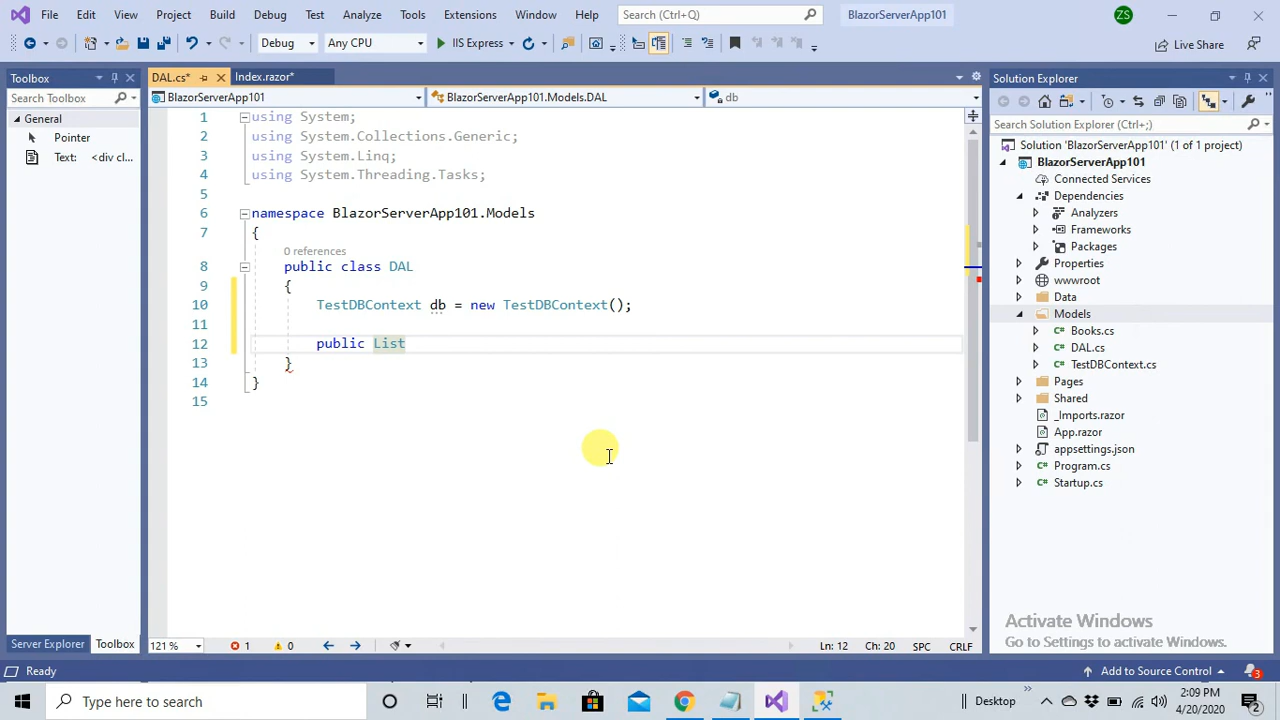 File Edit View Project Build Debug Test Analyze Tools Extensions Window Help Search (Ctrl+Q) BlazorServerApp101 ZS
Debug Any CPU IIS Express Live Share
Toolbox
Search Toolbox
General
Pointer
Text: <div cl...
Server Explorer Toolbox
DAL.cs* Index.razor*
BlazorServerApp101 BlazorServerApp101.Models.DAL db
1 using System;
2 using System.Collections.Generic;
3 using System.Linq;
4 using System.Threading.Tasks;
5
6 namespace BlazorServerApp101.Models
7 {
0 references
8 public class DAL
9 {
10 TestDBContext db = new TestDBContext();
11
12 public List
13 }
14 }
15
121 % 1 0 Ln: 12 Ch: 20 SPC CRLF
Solution Explorer
Search Solution Explorer (Ctrl+;)
Solution 'BlazorServerApp101' (1 of 1 project)
BlazorServerApp101
Connected Services
Dependencies
Analyzers
Frameworks
Packages
Properties
wwwroot
Data
Models
Books.cs
DAL.cs
TestDBContext.cs
Pages
Shared
_Imports.razor
App.razor
appsettings.json
Program.cs
Startup.cs
Activate Windows
Go to Settings to activate Windows.
Ready Add to Source Control 3
Type here to search Desktop 2:09 PM
4/20/2020 2